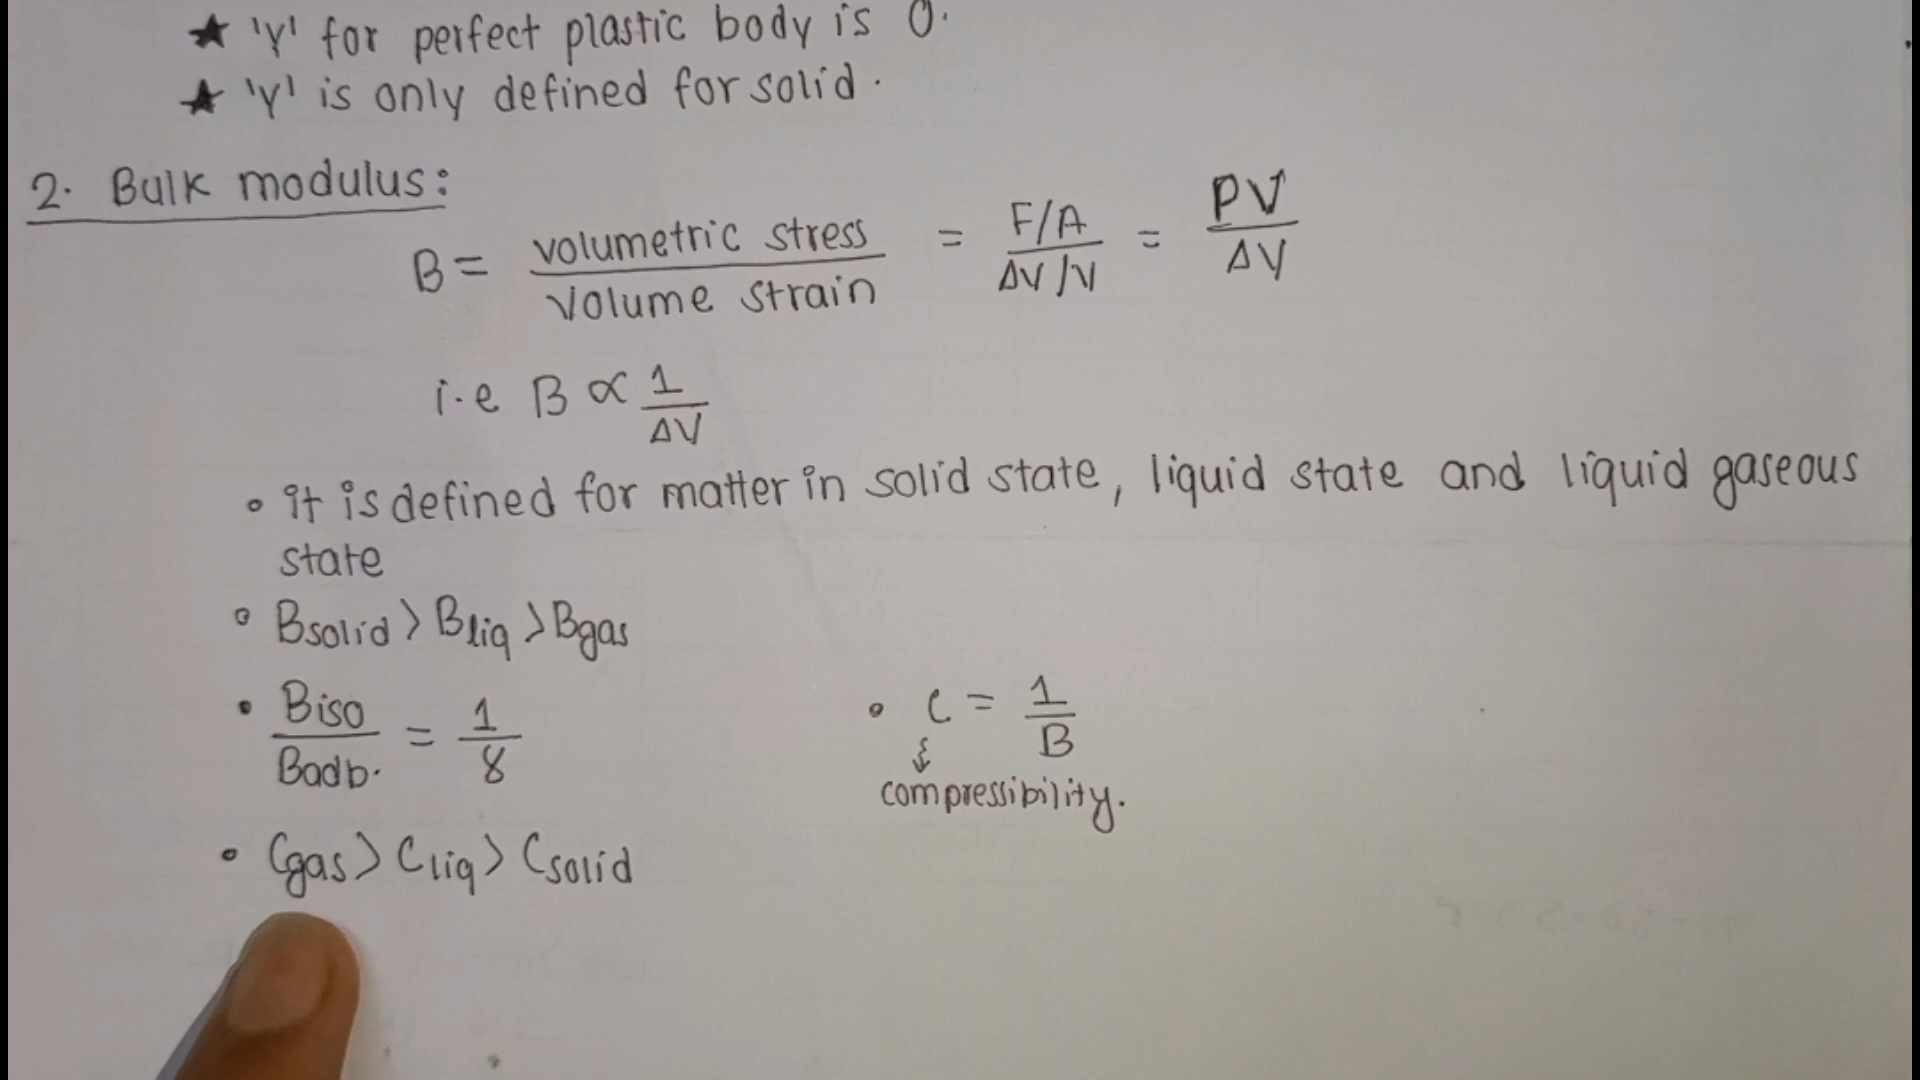 ★ 'Y' for perfect plastic body is 0.
★ 'Y' is only defined for solid.
2. Bulk modulus:
B = volumetric stress / Volume strain = F/A / ΔV/V = PV / ΔV
i.e B ∝ 1 / ΔV
• it is defined for matter in solid state, liquid state and liquid gaseous
state
• Bsolid > Bliq > Bgas
• Biso / Badb. = 1 / 8
• C = 1 / B
compressibility.
• Cgas > Cliq > Csolid